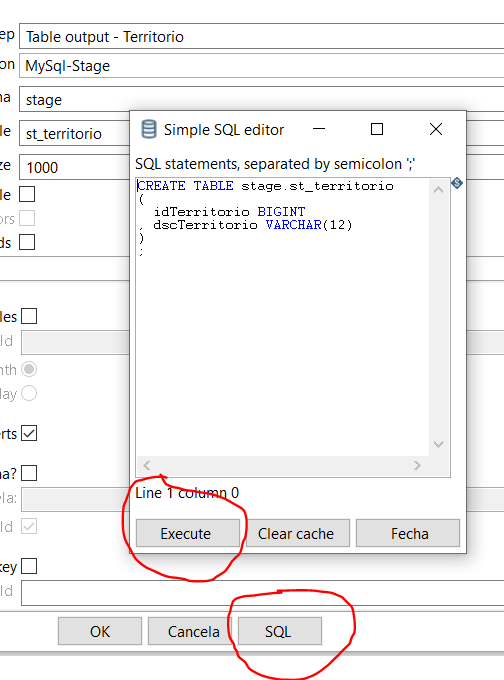 ep Table output - Territorio
on MySql-Stage
na stage
le st_territorio
ze 1000
le
ors
ds
Simple SQL editor
SQL statements, separated by semicolon ';'
CREATE TABLE stage.st_territorio
(
idTerritorio BIGINT
, dscTerritorio VARCHAR(12)
)
;
les
ld
nth
lay
erts
na?
ela:
ld
key
ld
Line 1 column 0
Execute Clear cache Fecha
OK Cancela SQL